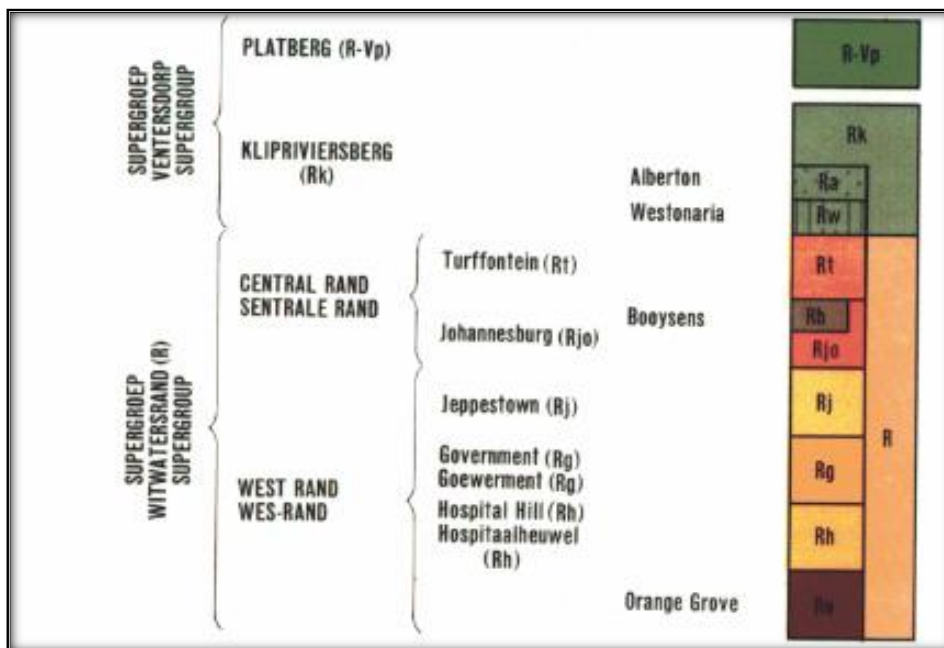 SUPERGROEP
VENTERSDORP
SUPERGROUP
PLATBERG (R-Vp)
KLIPRIVIERSBERG
(Rk)
Alberton
Westonaria
SUPERGROEP
WITWATERSRAND (R)
SUPERGROUP
CENTRAL RAND
SENTRALE RAND
Turffontein (Rt)
Johannesburg (Rjo)
Booysens
WEST RAND
WES-RAND
Jeppestown (Rj)
Government (Rg)
Goewerment (Rg)
Hospital Hill (Rh)
Hospitaalheuwel
(Rh)
Orange Grove
R-Vp
Rk
Ra
Rw
Rt
Rjo
Rj
R
Rg
Rh